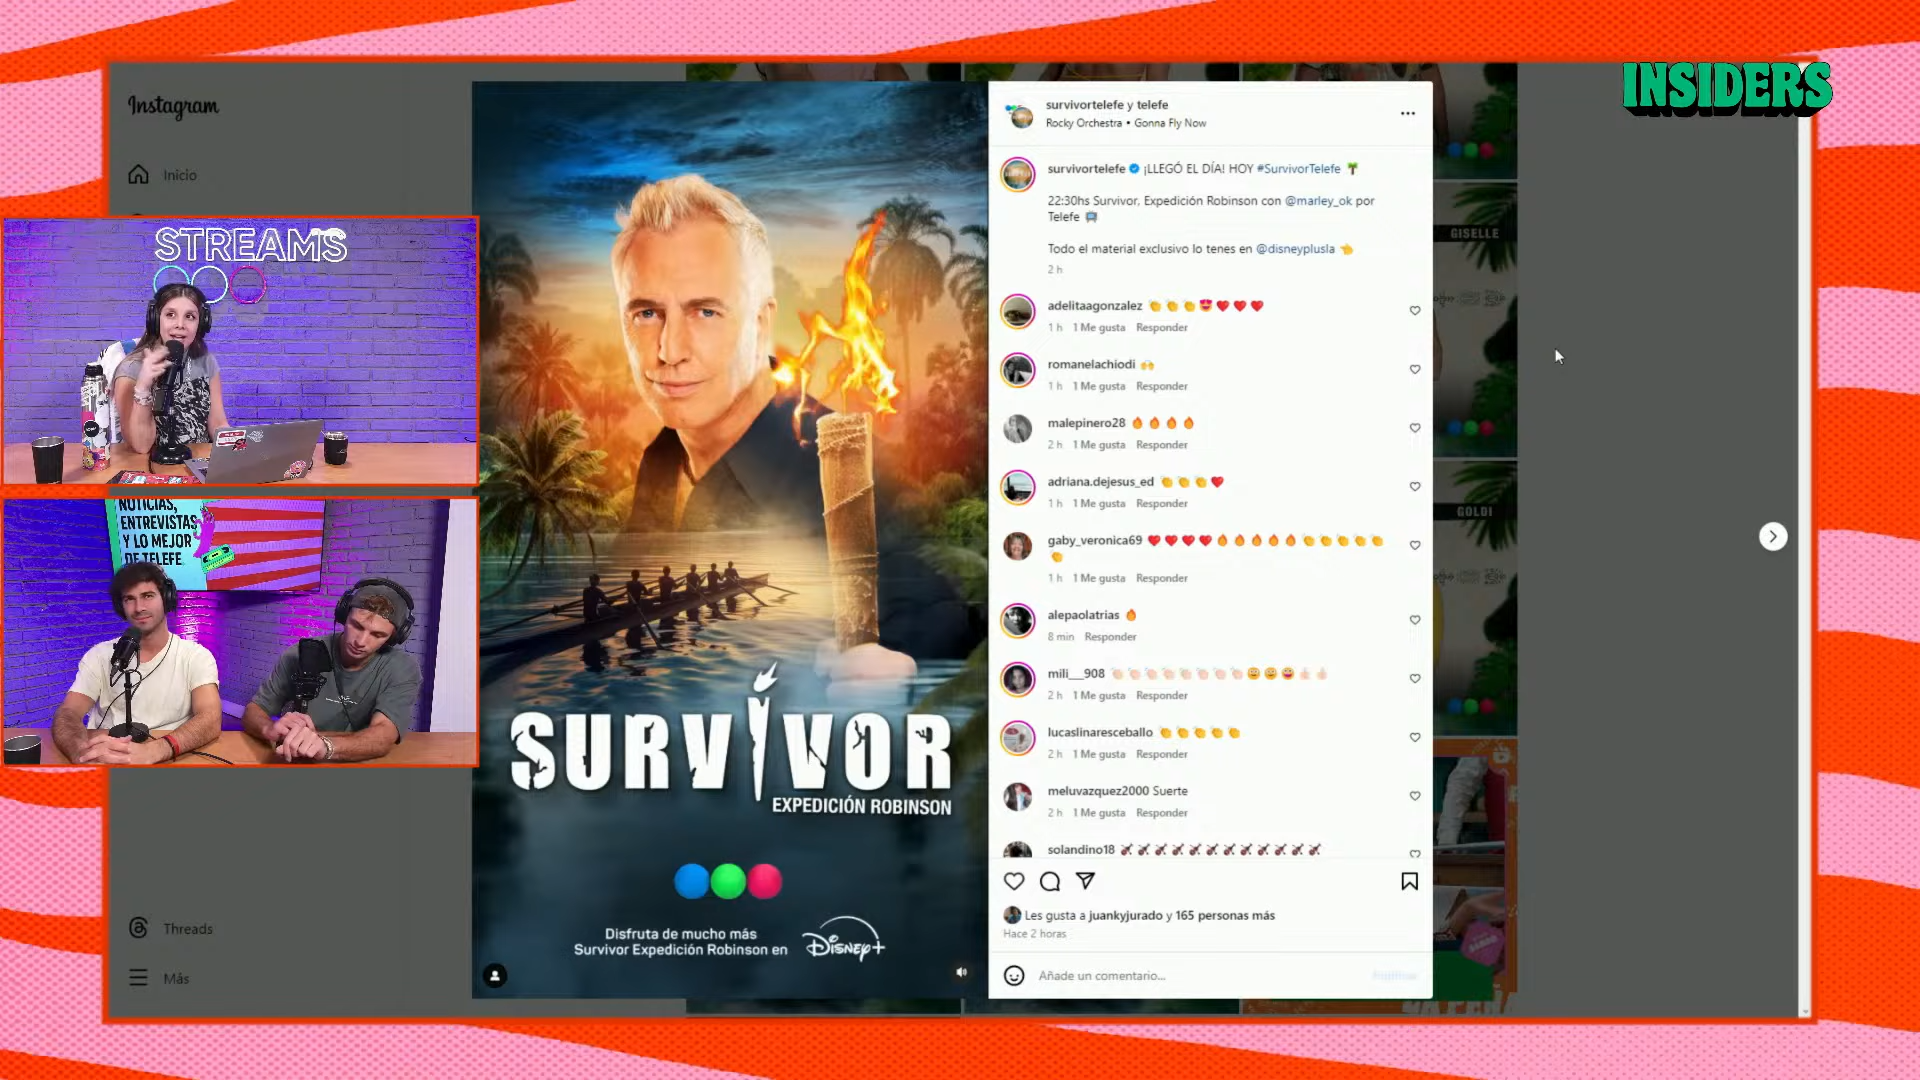 INSIDERS
Instagram
Inicio
STREAMS
NOTICIAS,
ENTREVISTAS
Y LO MEJOR
DE TELEFE
Threads
Más
SURVIVOR
EXPEDICIÓN ROBINSON
Disfruta de mucho más
Survivor Expedición Robinson en
Disney+
survivortelefe y telefe
Rocky Orchestra • Gonna Fly Now
survivortelefe ¡LLEGÓ EL DÍA! HOY #SurvivorTelefe
22:30hs Survivor, Expedición Robinson con @marley_ok por
Telefe
Todo el material exclusivo lo tenes en @disneyplusla
2 h
adelitaagonzalez
1 h 1 Me gusta Responder
romanelachiodi
1 h 1 Me gusta Responder
malepinero28
2 h 1 Me gusta Responder
adriana.dejesus_ed
1 h 1 Me gusta Responder
gaby_veronica69
1 h 1 Me gusta Responder
alepaolatrias
8 min Responder
mili__908
2 h 1 Me gusta Responder
lucaslinaresceballo
2 h 1 Me gusta Responder
meluvazquez2000 Suerte
2 h 1 Me gusta Responder
solandino18
Les gusta a juankyjurado y 165 personas más
Hace 2 horas
Añade un comentario...
GISELLE
GOLDI